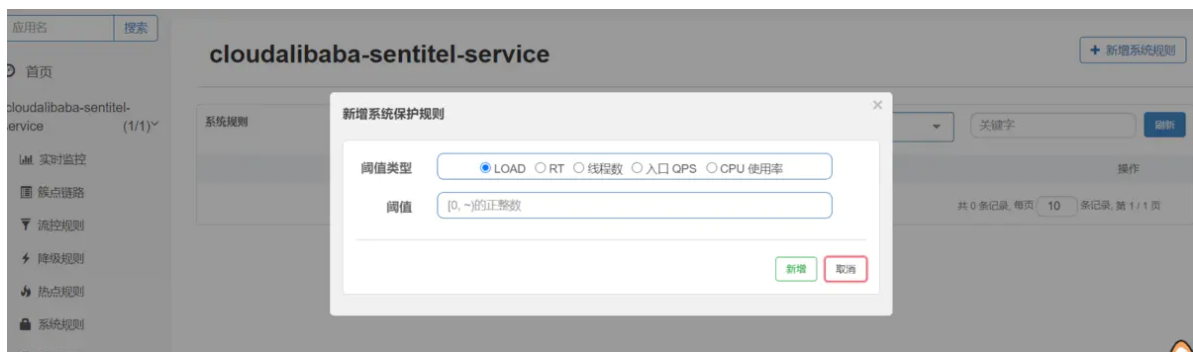 应用名 搜索
首页
cloudalibaba-sentitel-
service (1/1)
实时监控
簇点链路
流控规则
降级规则
热点规则
系统规则
cloudalibaba-sentitel-service
+ 新增系统规则
系统规则
关键字 刷新
操作
共 0 条记录, 每页 10 条记录, 第 1 / 1 页
新增系统保护规则 ×
阈值类型 LOAD RT 线程数 入口 QPS CPU 使用率
阈值 [0, ~)的正整数
新增 取消